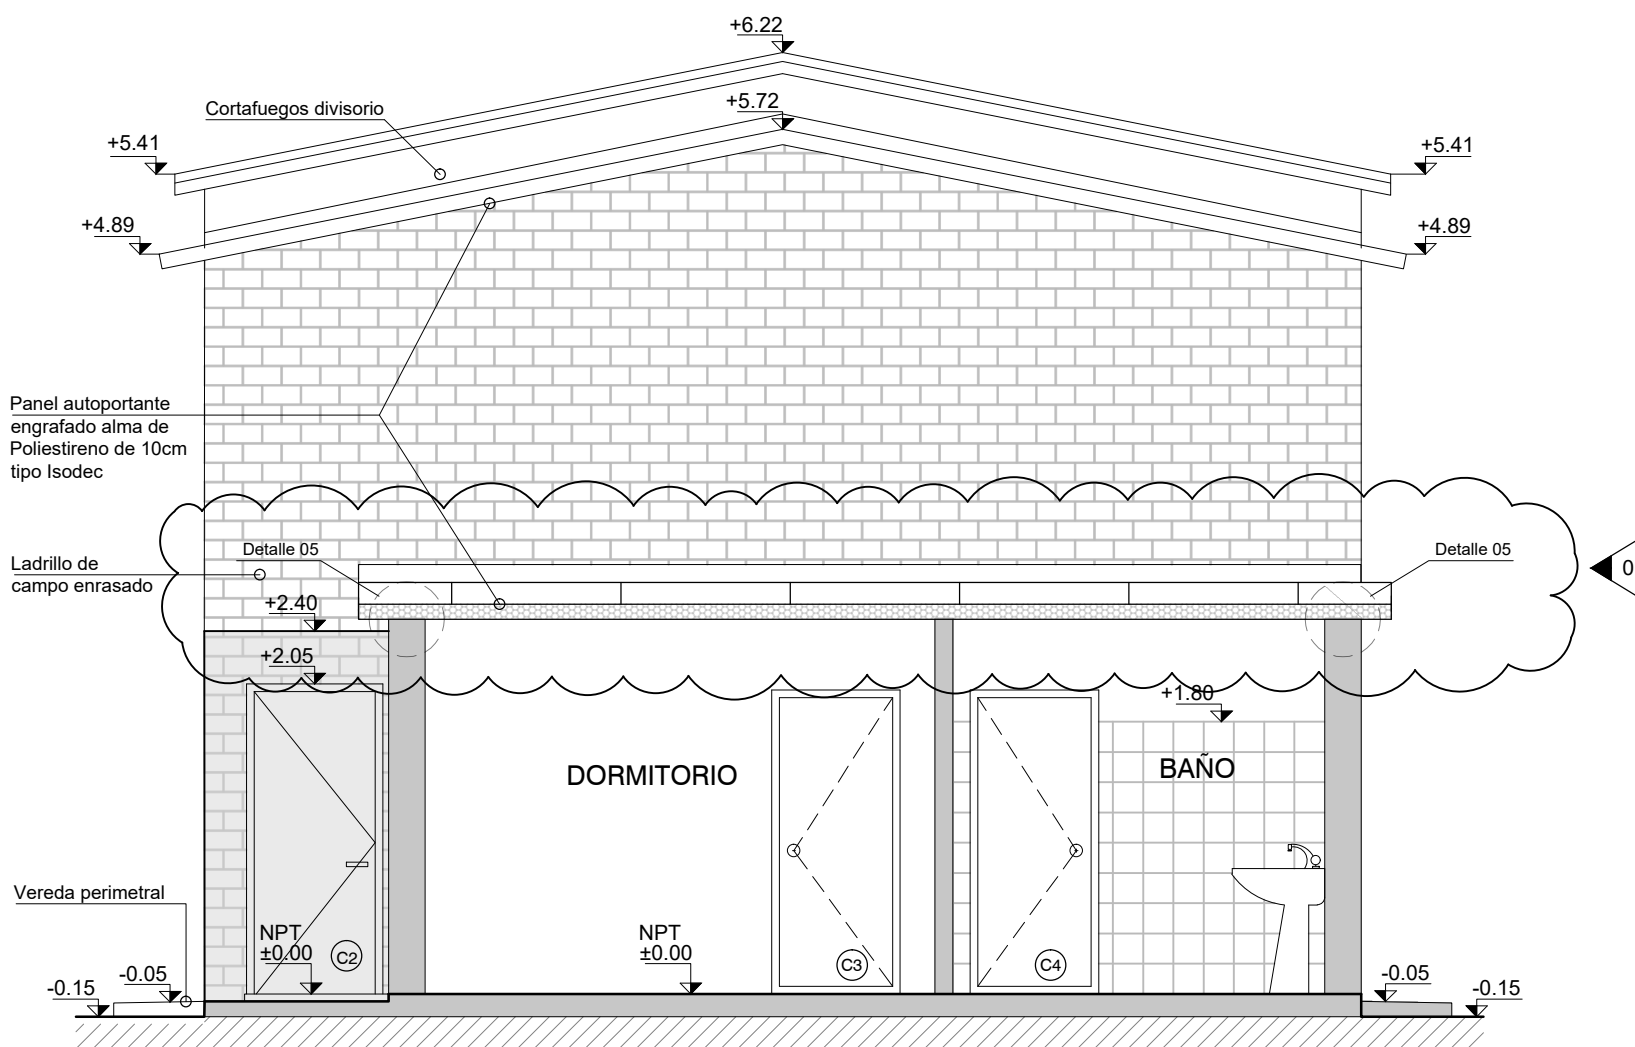 +6.22
Cortafuegos divisorio
+5.72
+5.41
+5.41
+4.89
+4.89
Panel autoportante
engrafado alma de
Poliestireno de 10cm
tipo Isodec
Detalle 05
Detalle 05
Ladrillo de
campo enrasado
0
+2.40
+2.05
+1.80
DORMITORIO
BAÑO
Vereda perimetral
NPT
±0.00
C2
NPT
±0.00
C3
C4
-0.05
-0.15
-0.05
-0.15